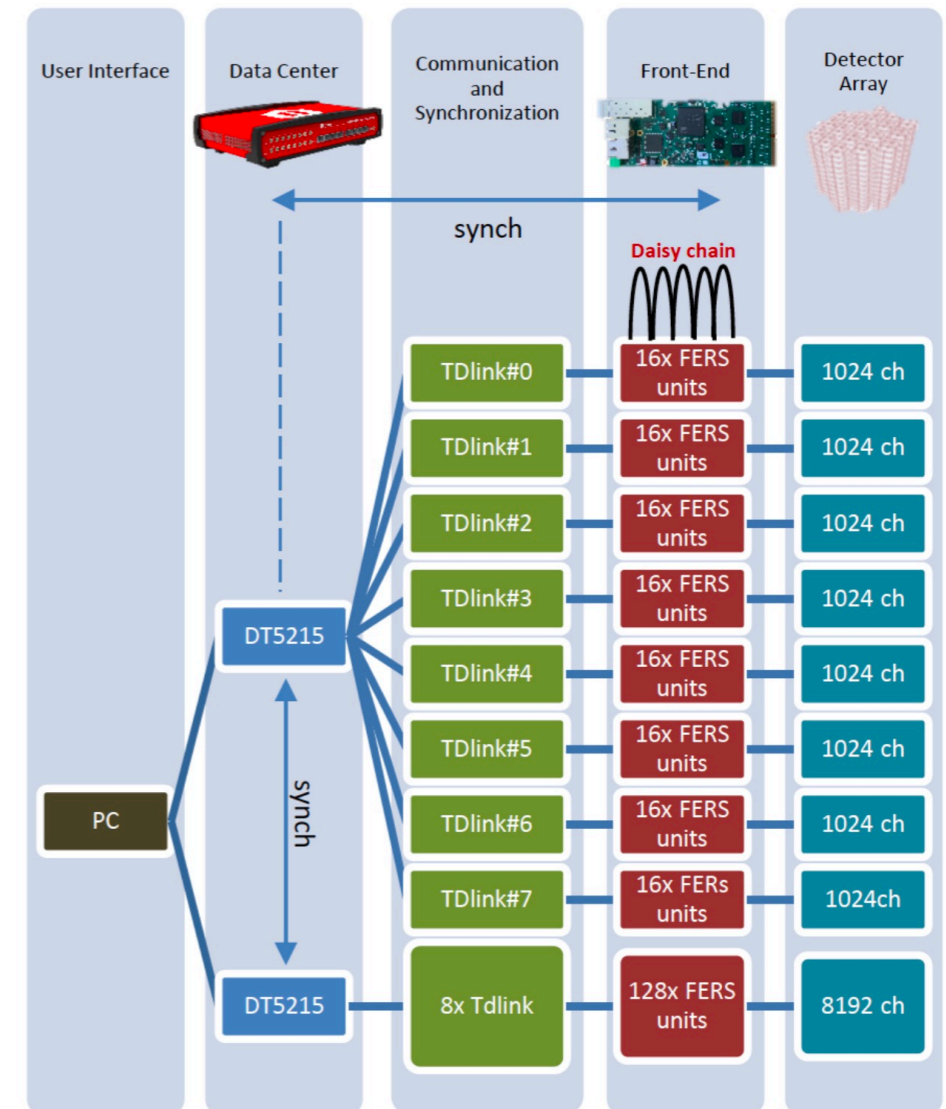 User Interface
Data Center
Communication
and
Synchronization
Front-End
Detector
Array
synch
Daisy chain
TDlink#0
16x FERS
units
1024 ch
TDlink#1
16x FERS
units
1024 ch
TDlink#2
16x FERS
units
1024 ch
TDlink#3
16x FERS
units
1024 ch
DT5215
TDlink#4
16x FERS
units
1024 ch
TDlink#5
16x FERS
units
1024 ch
synch
PC
TDlink#6
16x FERS
units
1024 ch
TDlink#7
16x FERs
units
1024ch
DT5215
8x Tdlink
128x FERS
units
8192 ch